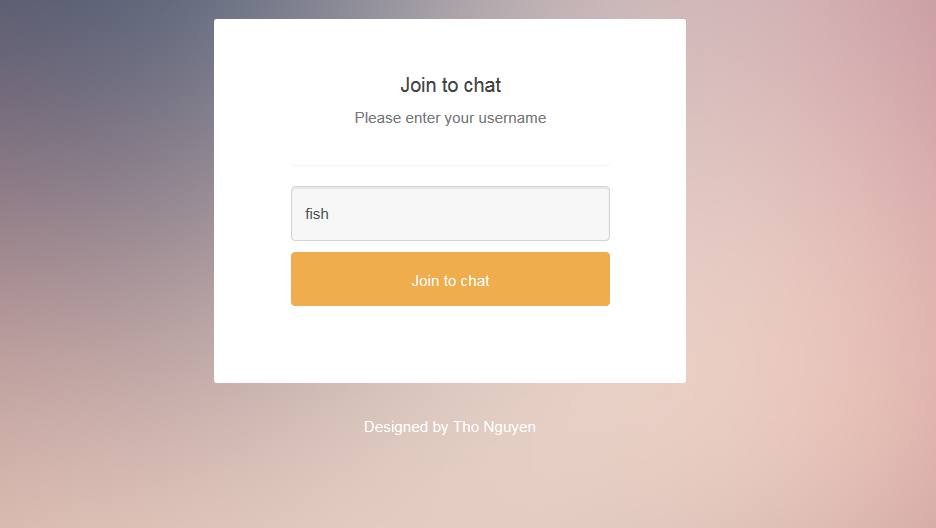 Join to chat
Please enter your username
fish
Join to chat
Designed by Tho Nguyen